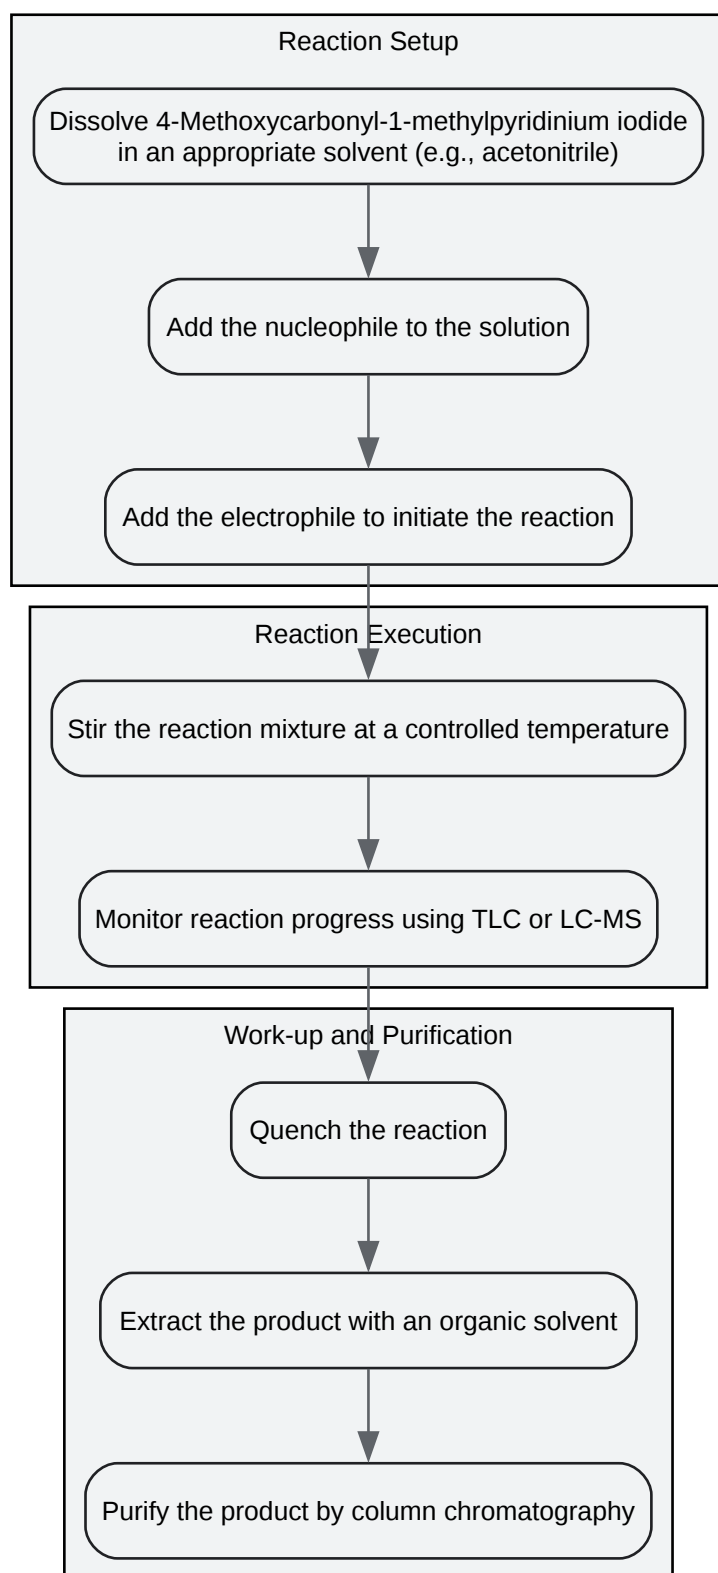 Reaction Setup
Dissolve 4-Methoxycarbonyl-1-methylpyridinium iodide
in an appropriate solvent (e.g., acetonitrile)
Add the nucleophile to the solution
Add the electrophile to initiate the reaction
Reaction Execution
Stir the reaction mixture at a controlled temperature
Monitor reaction progress using TLC or LC-MS
Work-up and Purification
Quench the reaction
Extract the product with an organic solvent
Purify the product by column chromatography